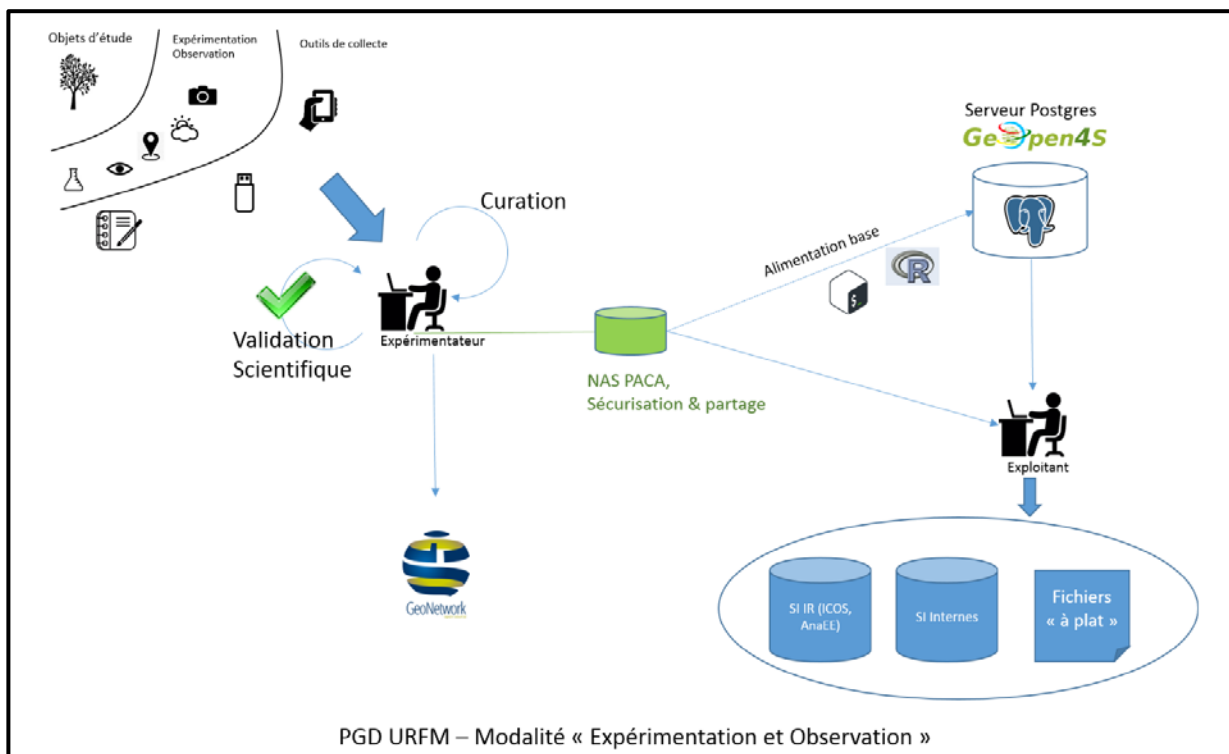 Objets d'étude
Expérimentation
Observation
Outils de collecte
Serveur Postgres
GeOpen4S
Curation
Alimentation base
R
$_
Validation
Scientifique
Expérimentateur
NAS PACA,
Sécurisation & partage
Exploitant
GeoNetwork
SI IR (ICOS,
AnaEE)
SI Internes
Fichiers
« à plat »
PGD URFM – Modalité « Expérimentation et Observation »